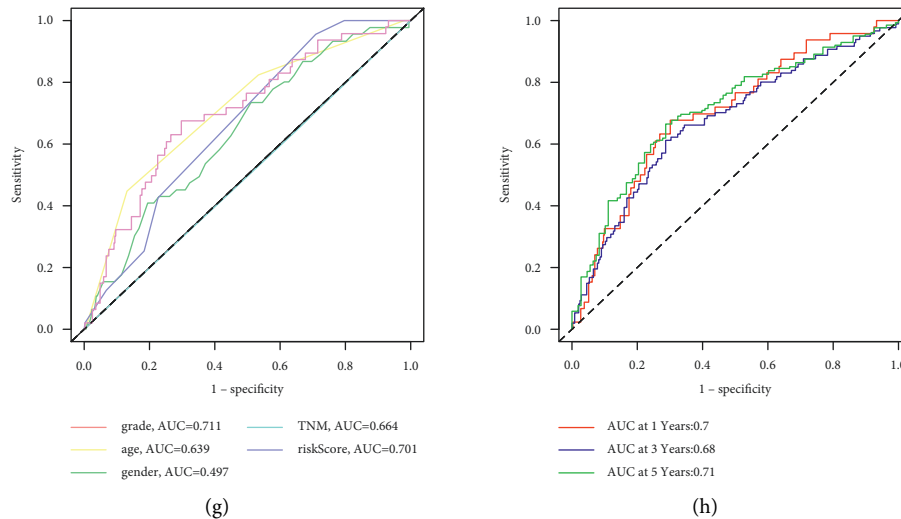 1.0
0.8
0.6
0.4
0.2
0.0
Sensitivity
0.0 0.2 0.4 0.6 0.8 1.0
1 – specificity
grade, AUC=0.711
age, AUC=0.639
gender, AUC=0.497
TNM, AUC=0.664
riskScore, AUC=0.701
(g)
1.0
0.8
0.6
0.4
0.2
0.0
Sensitivity
0.0 0.2 0.4 0.6 0.8 1.0
1 – specificity
AUC at 1 Years:0.7
AUC at 3 Years:0.68
AUC at 5 Years:0.71
(h)